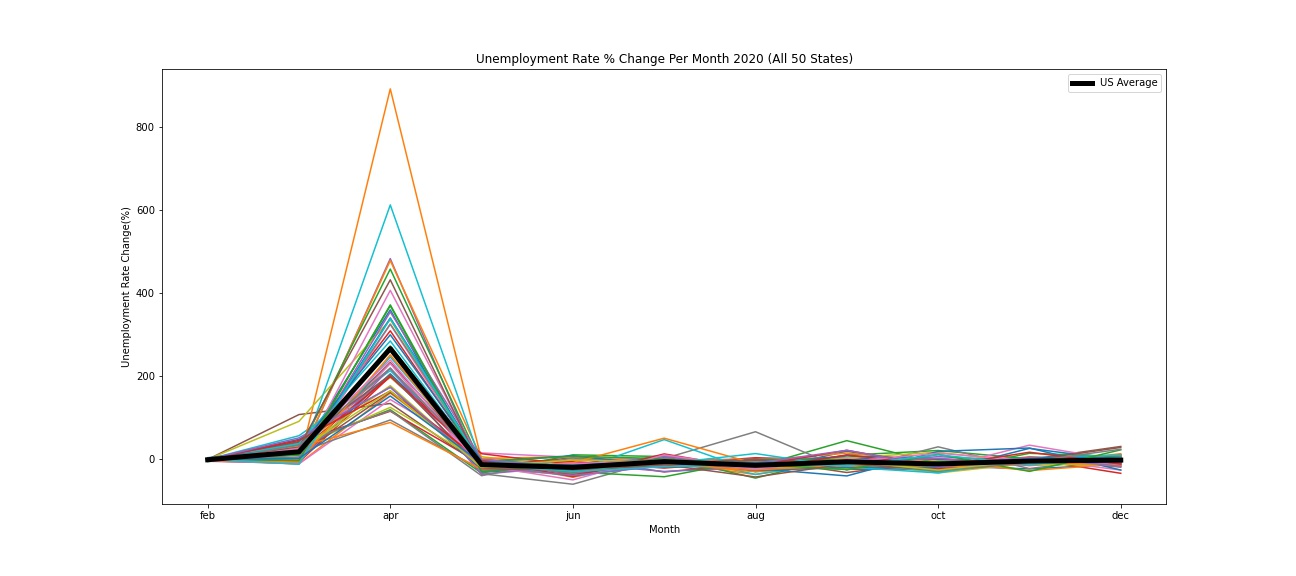 Unemployment Rate % Change Per Month 2020 (All 50 States)
US Average
Unemployment Rate Change(%)
800
600
400
200
0
feb
apr
jun
aug
oct
dec
Month